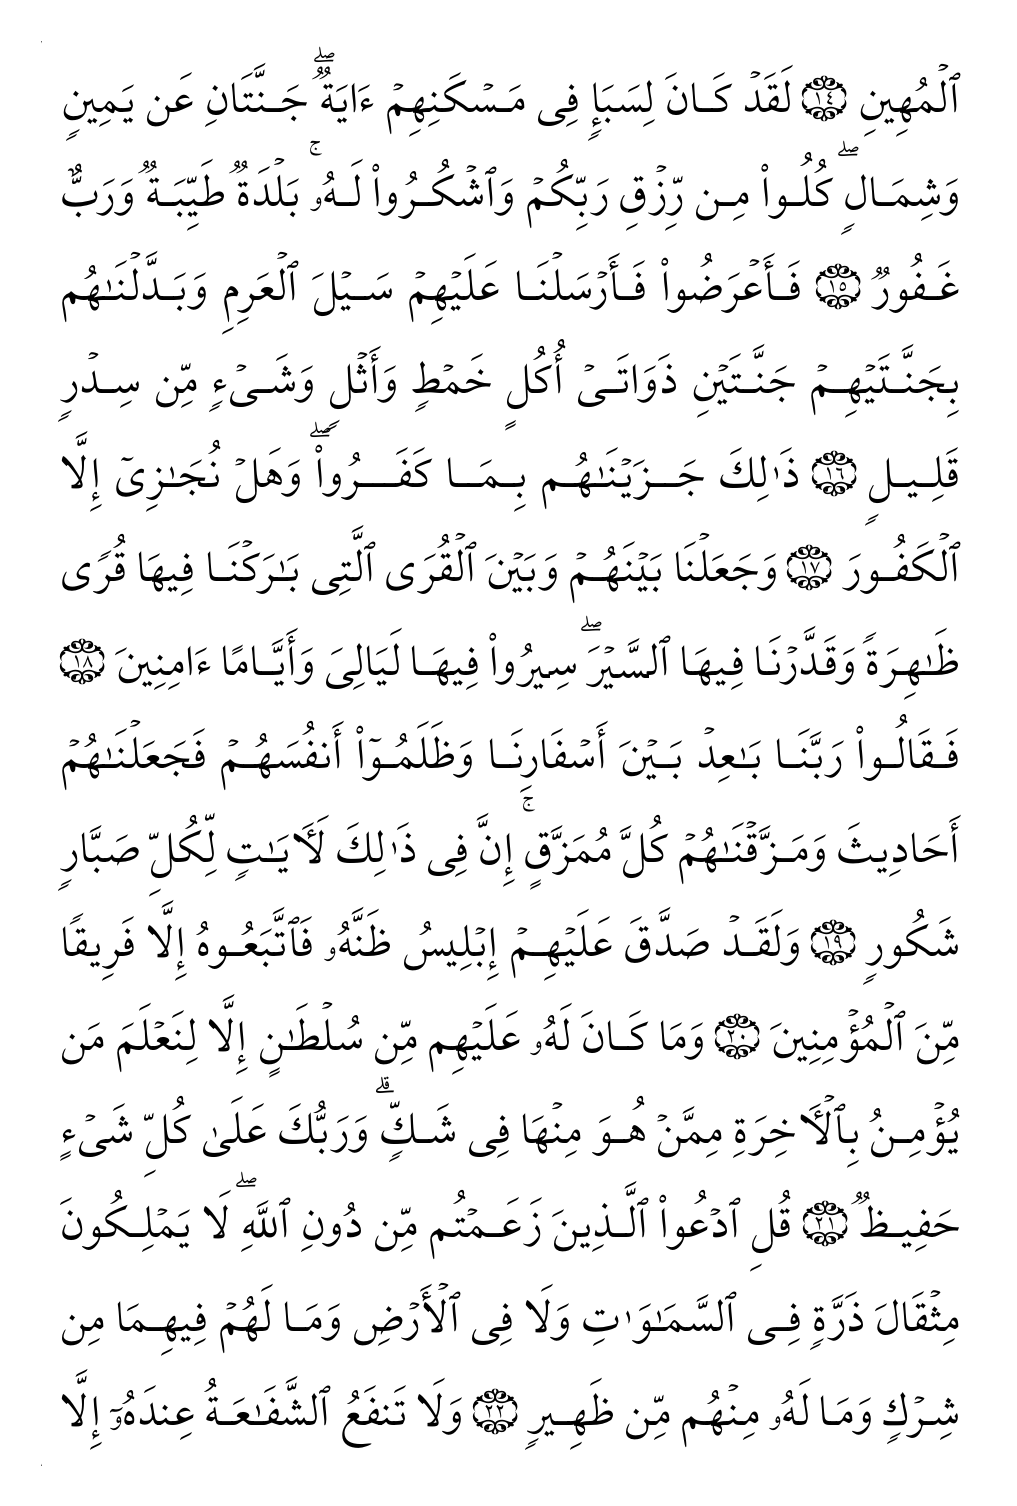 ٱلْمُهِينِ ١٤ لَقَدْ كَانَ لِسَبَإٍ فِى مَسْكَنِهِمْ ءَايَةٌ ۖ جَنَّتَانِ عَن يَمِينٍ
وَشِمَالٍ ۖ كُلُوا۟ مِن رِّزْقِ رَبِّكُمْ وَٱشْكُرُوا۟ لَهُۥ ۚ بَلْدَةٌ طَيِّبَةٌ وَرَبٌّ
غَفُورٌ ١٥ فَأَعْرَضُوا۟ فَأَرْسَلْنَا عَلَيْهِمْ سَيْلَ ٱلْعَرِمِ وَبَدَّلْنَـٰهُم
بِجَنَّتَيْهِمْ جَنَّتَيْنِ ذَوَاتَىْ أُكُلٍ خَمْطٍ وَأَثْلٍ وَشَىْءٍ مِّن سِدْرٍ
قَلِيلٍ ١٦ ذَٰلِكَ جَزَيْنَـٰهُم بِمَا كَفَرُوا۟ ۖ وَهَلْ نُجَـٰزِىٓ إِلَّا
ٱلْكَفُورَ ١٧ وَجَعَلْنَا بَيْنَهُمْ وَبَيْنَ ٱلْقُرَى ٱلَّتِى بَـٰرَكْنَا فِيهَا قُرًى
ظَـٰهِرَةً وَقَدَّرْنَا فِيهَا ٱلسَّيْرَ ۖ سِيرُوا۟ فِيهَا لَيَالِىَ وَأَيَّامًا ءَامِنِينَ ١٨
فَقَالُوا۟ رَبَّنَا بَـٰعِدْ بَيْنَ أَسْفَارِنَا وَظَلَمُوٓا۟ أَنفُسَهُمْ فَجَعَلْنَـٰهُمْ
أَحَادِيثَ وَمَزَّقْنَـٰهُمْ كُلَّ مُمَزَّقٍ ۚ إِنَّ فِى ذَٰلِكَ لَـَٔايَـٰتٍ لِّكُلِّ صَبَّارٍ
شَكُورٍ ١٩ وَلَقَدْ صَدَّقَ عَلَيْهِمْ إِبْلِيسُ ظَنَّهُۥ فَٱتَّبَعُوهُ إِلَّا فَرِيقًا
مِّنَ ٱلْمُؤْمِنِينَ ٢٠ وَمَا كَانَ لَهُۥ عَلَيْهِم مِّن سُلْطَـٰنٍ إِلَّا لِنَعْلَمَ مَن
يُؤْمِنُ بِٱلْـَٔاخِرَةِ مِمَّنْ هُوَ مِنْهَا فِى شَكٍّ ۗ وَرَبُّكَ عَلَىٰ كُلِّ شَىْءٍ
حَفِيظٌ ٢١ قُلِ ٱدْعُوا۟ ٱلَّذِينَ زَعَمْتُم مِّن دُونِ ٱللَّهِ ۖ لَا يَمْلِكُونَ
مِثْقَالَ ذَرَّةٍ فِى ٱلسَّمَـٰوَٰتِ وَلَا فِى ٱلْأَرْضِ وَمَا لَهُمْ فِيهِمَا مِن
شِرْكٍ وَمَا لَهُۥ مِنْهُم مِّن ظَهِيرٍ ٢٢ وَلَا تَنفَعُ ٱلشَّفَـٰعَةُ عِندَهُۥٓ إِلَّا